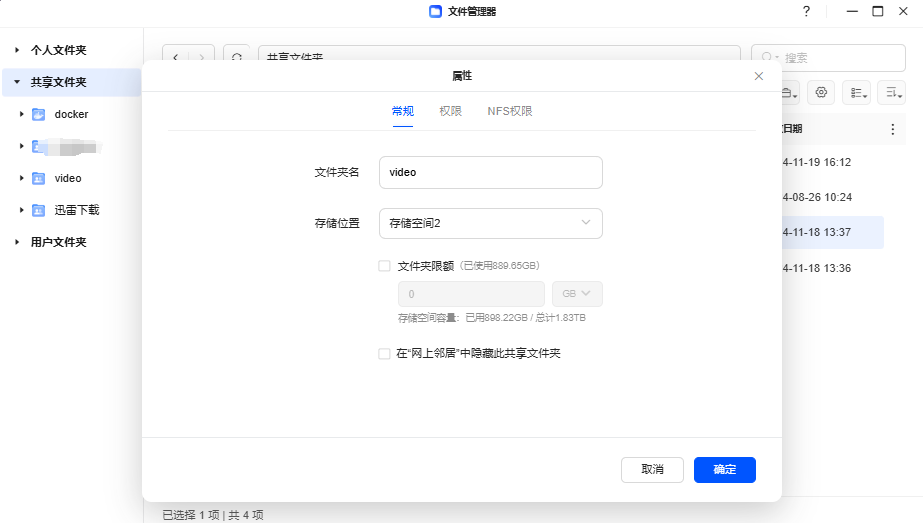 文件管理器
个人文件夹
共享文件夹
docker
video
迅雷下载
用户文件夹
共享文件夹
搜索
日期
4-11-19 16:12
4-08-26 10:24
4-11-18 13:37
4-11-18 13:36
属性
常规 权限 NFS权限
文件夹名 video
存储位置 存储空间2
文件夹限额 (已使用889.65GB)
0 GB
存储空间容量: 已用898.22GB / 总计1.83TB
在“网上邻居”中隐藏此共享文件夹
取消 确定
已选择 1 项 | 共 4 项